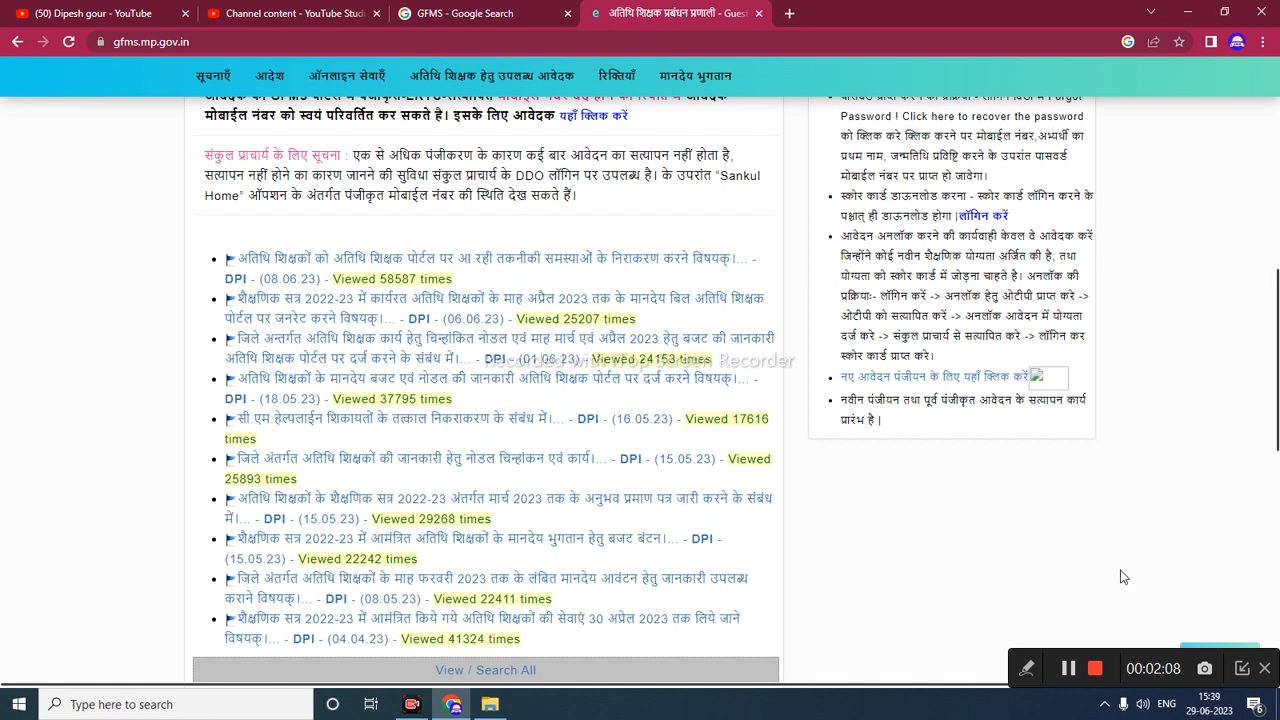 (50) Dipesh gour - YouTube
Channel content - YouTube Stud
GFMS - Google Search
अतिथि शिक्षक प्रबंधन प्रणाली - Guest
gfms.mp.gov.in
सूचनाएँ आदेश ऑनलाइन सेवाएँ अतिथि शिक्षक हेतु उपलब्ध आवेदक रिक्तियाँ मानदेय भुगतान
मोबाईल नंबर को स्वयं परिवर्तित कर सकते है। इसके लिए आवेदक यहाँ क्लिक करें
संकुल प्राचार्य के लिए सूचना : एक से अधिक पंजीकरण के कारण कई बार आवेदन का सत्यापन नहीं होता है,
सत्यापन नहीं होने का कारण जानने की सुविधा संकुल प्राचार्य के DDO लॉगिन पर उपलब्ध है। के उपरांत “Sankul
Home” ऑपशन के अंतर्गत पंजीकृत मोबाईल नंबर की स्थिति देख सकते हैं।
अतिथि शिक्षकों को अतिथि शिक्षक पोर्टल पर आ रही तकनीकी समस्याओं के निराकरण करने विषयक्।... -
DPI - (08.06.23) - Viewed 58587 times
शैक्षणिक सत्र 2022-23 में कार्यरत अतिथि शिक्षकों के माह अप्रैल 2023 तक के मानदेय बिल अतिथि शिक्षक
पोर्टल पर जनरेट करने विषयक्।... - DPI - (06.06.23) - Viewed 25207 times
जिले अन्तर्गत अतिथि शिक्षक कार्य हेतु चिन्हांकित नोडल एवं माह मार्च एवं अप्रैल 2023 हेतु बजट की जानकारी
अतिथि शिक्षक पोर्टल पर दर्ज करने के संबंध में।... - DPI - (01.06.23) - Viewed 24153 times
Recorded with iTop Screen Recorder
अतिथि शिक्षकों के मानदेय बजट एवं नोडल की जानकारी अतिथि शिक्षक पोर्टल पर दर्ज करने विषयक्।... -
DPI - (18.05.23) - Viewed 37795 times
सी.एम.हेल्पलाईन शिकायतों के तत्काल निकराकरण के संबंध में।... - DPI - (16.05.23) - Viewed 17616
times
जिले अंतर्गत अतिथि शिक्षकों की जानकारी हेतु नोडल चिन्हांकन एवं कार्य।... - DPI - (15.05.23) - Viewed
25893 times
अतिथि शिक्षकों के शैक्षणिक सत्र 2022-23 अंतर्गत मार्च 2023 तक के अनुभव प्रमाण पत्र जारी करने के संबंध
में।... - DPI - (15.05.23) - Viewed 29268 times
शैक्षणिक सत्र 2022-23 में आमंत्रित अतिथि शिक्षकों के मानदेय भुगतान हेतु बजट बंटन।... - DPI -
(15.05.23) - Viewed 22242 times
जिले अंतर्गत अतिथि शिक्षकों के माह फरवरी 2023 तक के लंबित मानदेय आवंटन हेतु जानकारी उपलब्ध
कराने विषयक्।... - DPI - (08.05.23) - Viewed 22411 times
शैक्षणिक सत्र 2022-23 में आमंत्रित किये गये अतिथि शिक्षकों की सेवाएं 30 अप्रेल 2023 तक लिये जाने
विषयक्।... - DPI - (04.04.23) - Viewed 41324 times
View / Search All
Password ! Click here to recover the password
को क्लिक करे क्लिक करने पर मोबाईल नंबर,अभ्यर्थी का
प्रथम नाम, जन्मतिथि प्रविष्टि करने के उपरांत पासवर्ड
मोबाईल नंबर पर प्राप्त हो जावेगा।
स्कोर कार्ड डाऊनलोड करना - स्कोर कार्ड लॉगिन करने के
पश्चात् ही डाऊनलोड होगा |लॉगिन करें
आवेदन अनलॉक करने की कार्यवाही केवल वे आवेदक करें
जिन्होंने कोई नवीन शैक्षणिक योग्यता अर्जित की है, तथा
योग्यता को स्कोर कार्ड में जोड़ना चाहते है। अनलॉक की
प्रक्रियाः- लॉगिन करें -> अनलॉक हेतु ओटीपी प्राप्त करे ->
ओटीपी को सत्यापित करें -> अनलॉक आवेदन में योग्यता
दर्ज करे -> संकुल प्राचार्य से सत्यापित करे -> लॉगिन कर
स्कोर कार्ड प्राप्त करे।
नए आवेदन पंजीयन के लिए यहाँ क्लिक करें
नवीन पंजीयन तथा पूर्व पंजीकृत आवेदन के सत्यापन कार्य
प्रारंभ है |
00:02:08
Type here to search
ENG
15:39
29-06-2023
6